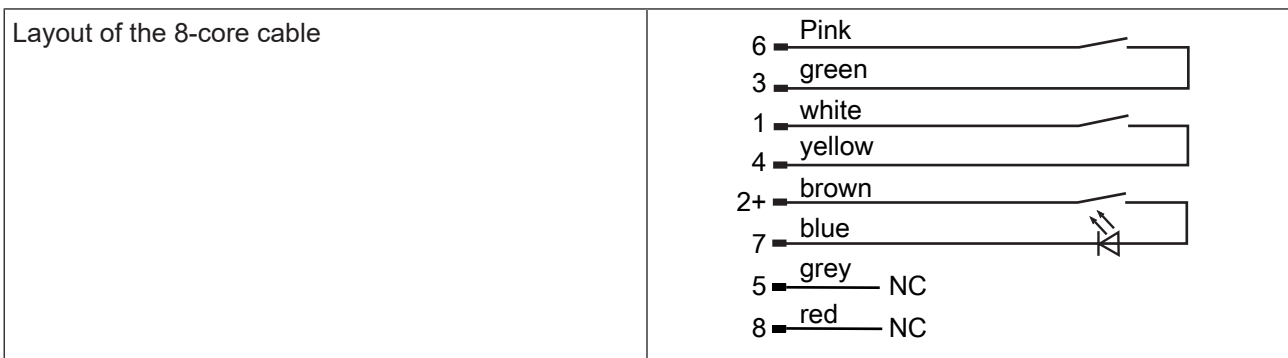 Layout of the 8-core cable
6 Pink
3 green
1 white
4 yellow
2+ brown
7 blue
5 grey NC
8 red NC